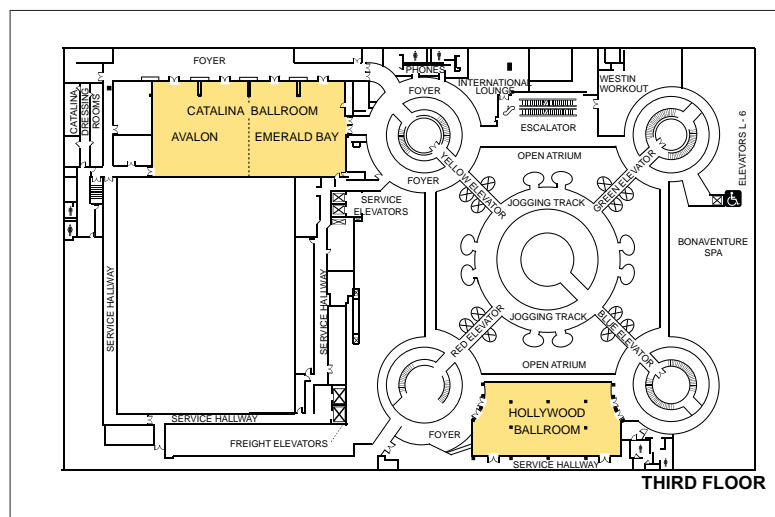 FOYER
PHONES
INTERNATIONAL
LOUNGE
WESTIN
WORKOUT
CATALINA
DRESSING
ROOMS
CATALINA BALLROOM
AVALON
EMERALD BAY
FOYER
ESCALATOR
ELEVATORS L - 6
OPEN ATRIUM
YELLOW ELEVATOR
GREEN ELEVATOR
FOYER
SERVICE
ELEVATORS
JOGGING TRACK
BONAVENTURE
SPA
SERVICE HALLWAY
SERVICE HALLWAY
JOGGING TRACK
RED ELEVATOR
BLUE ELEVATOR
OPEN ATRIUM
HOLLYWOOD
BALLROOM
SERVICE HALLWAY
FOYER
FREIGHT ELEVATORS
SERVICE HALLWAY
THIRD FLOOR